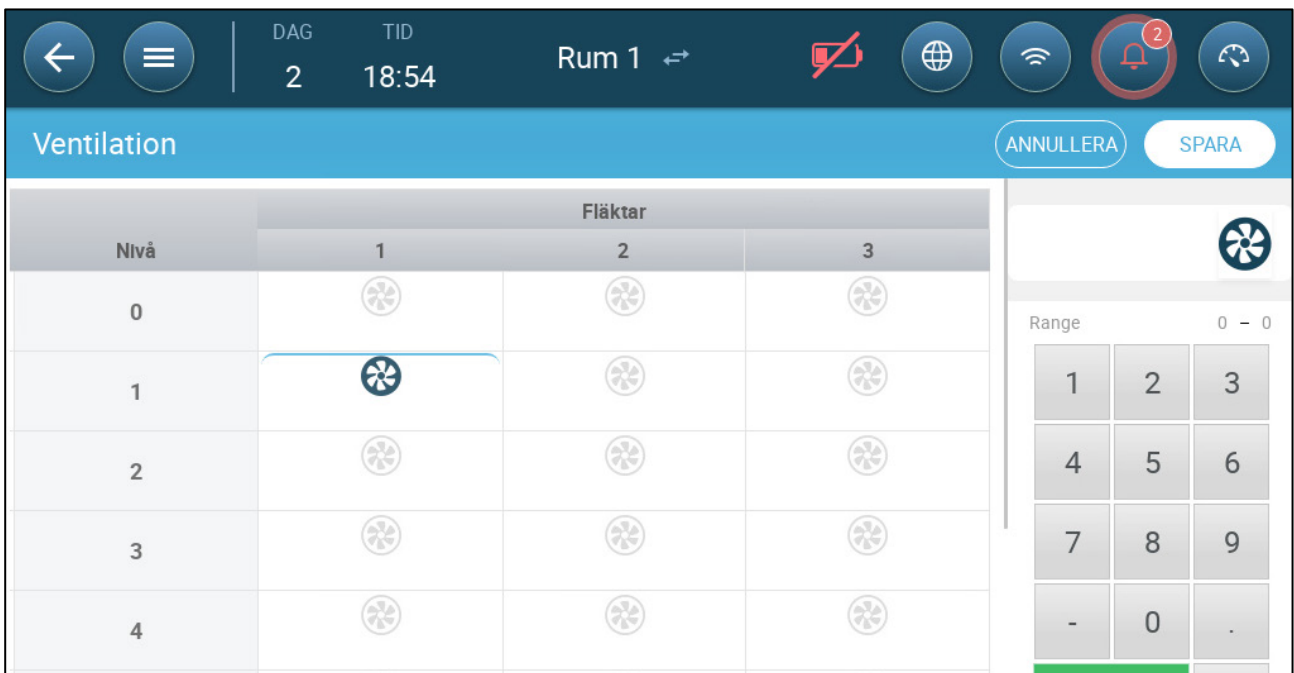 DAG TID
2 18:54 Rum 1 2
Ventilation ANNULLERA SPARA
Fläktar
Nivå 1 2 3
0
1
2
3
4
Range 0 – 0
1 2 3
4 5 6
7 8 9
- 0 .